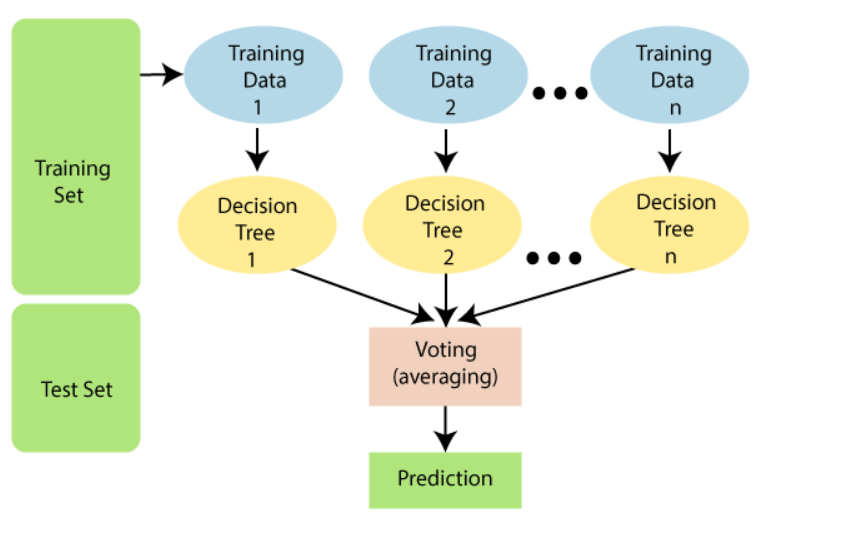 Training
Data
1
Training
Data
2
Training
Data
n
Training
Set
Decision
Tree
1
Decision
Tree
2
Decision
Tree
n
Voting
(averaging)
Test Set
Prediction